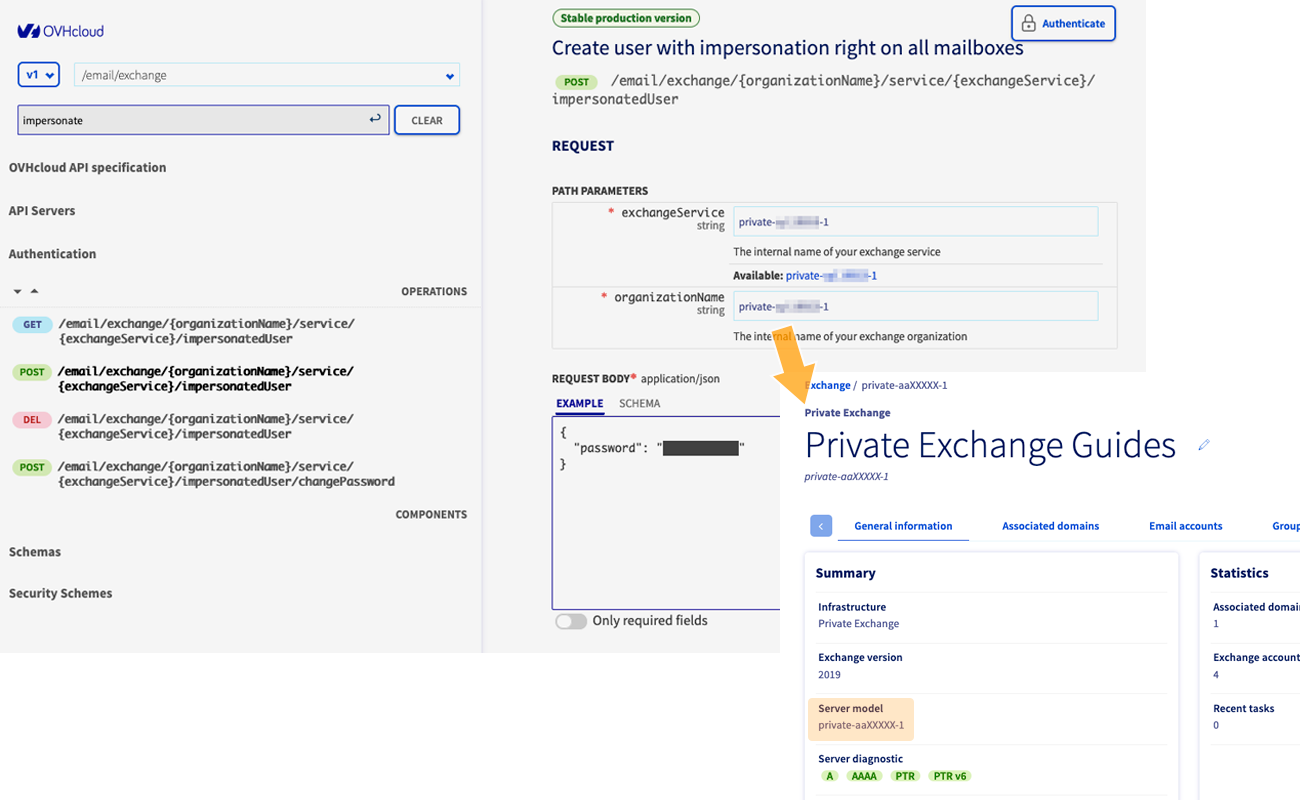 OVHcloud
v1
/email/exchange
impersonate
CLEAR
OVHcloud API specification
API Servers
Authentication
OPERATIONS
GET /email/exchange/{organizationName}/service/
{exchangeService}/impersonatedUser
POST /email/exchange/{organizationName}/service/
{exchangeService}/impersonatedUser
DEL /email/exchange/{organizationName}/service/
{exchangeService}/impersonatedUser
POST /email/exchange/{organizationName}/service/
{exchangeService}/impersonatedUser/changePassword
COMPONENTS
Schemas
Security Schemes
Stable production version
Authenticate
Create user with impersonation right on all mailboxes
POST /email/exchange/{organizationName}/service/{exchangeService}/
impersonatedUser
REQUEST
PATH PARAMETERS
* exchangeService
string
private- -1
The internal name of your exchange service
Available: private- -1
* organizationName
string
private- -1
The internal name of your exchange organization
REQUEST BODY* application/json
EXAMPLE SCHEMA
{
"password": " "
}
Only required fields
Exchange / private-aaXXXXX-1
Private Exchange
Private Exchange Guides
private-aaXXXXX-1
General information Associated domains Email accounts Group
Summary
Infrastructure
Private Exchange
Exchange version
2019
Server model
private-aaXXXXX-1
Server diagnostic
A AAAA PTR PTR v6
Statistics
Associated domai
1
Exchange account
4
Recent tasks
0